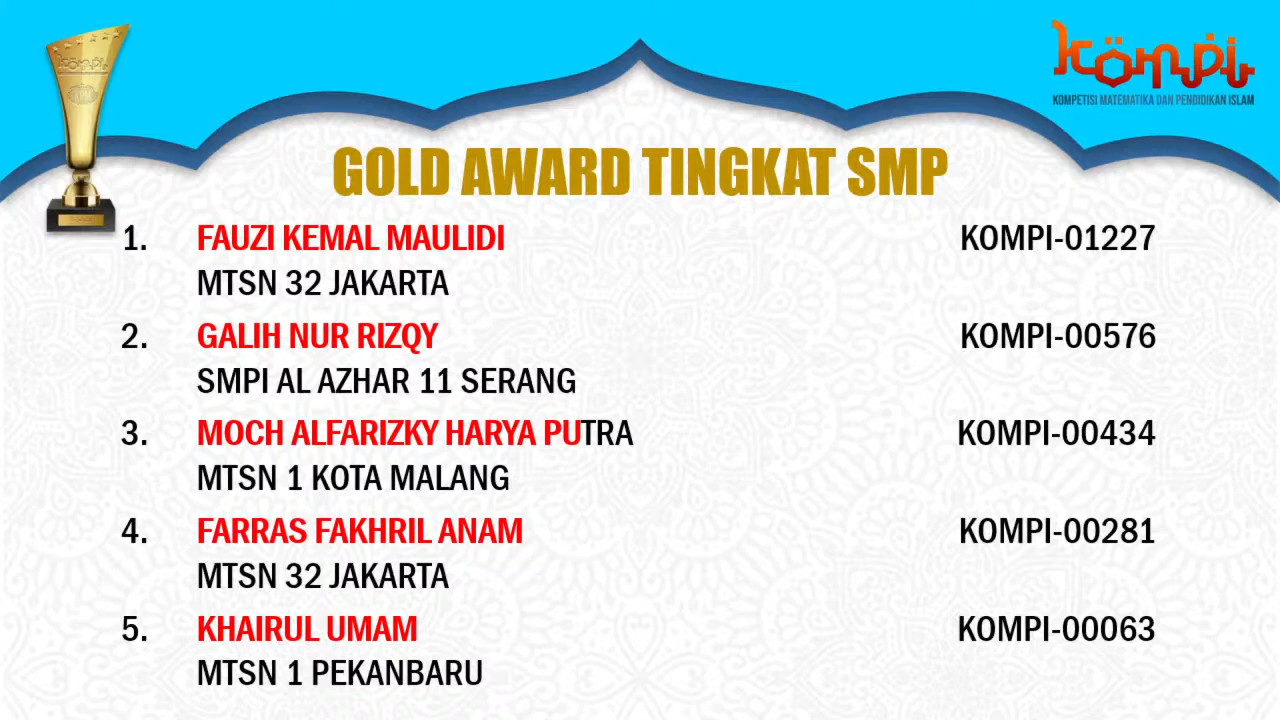 kompi
KOMPETISI MATEMATIKA DAN PENDIDIKAN ISLAM
GOLD AWARD TINGKAT SMP
1. FAUZI KEMAL MAULIDI KOMPI-01227
MTSN 32 JAKARTA
2. GALIH NUR RIZQY KOMPI-00576
SMPI AL AZHAR 11 SERANG
3. MOCH ALFARIZKY HARYA PUTRA KOMPI-00434
MTSN 1 KOTA MALANG
4. FARRAS FAKHRIL ANAM KOMPI-00281
MTSN 32 JAKARTA
5. KHAIRUL UMAM KOMPI-00063
MTSN 1 PEKANBARU